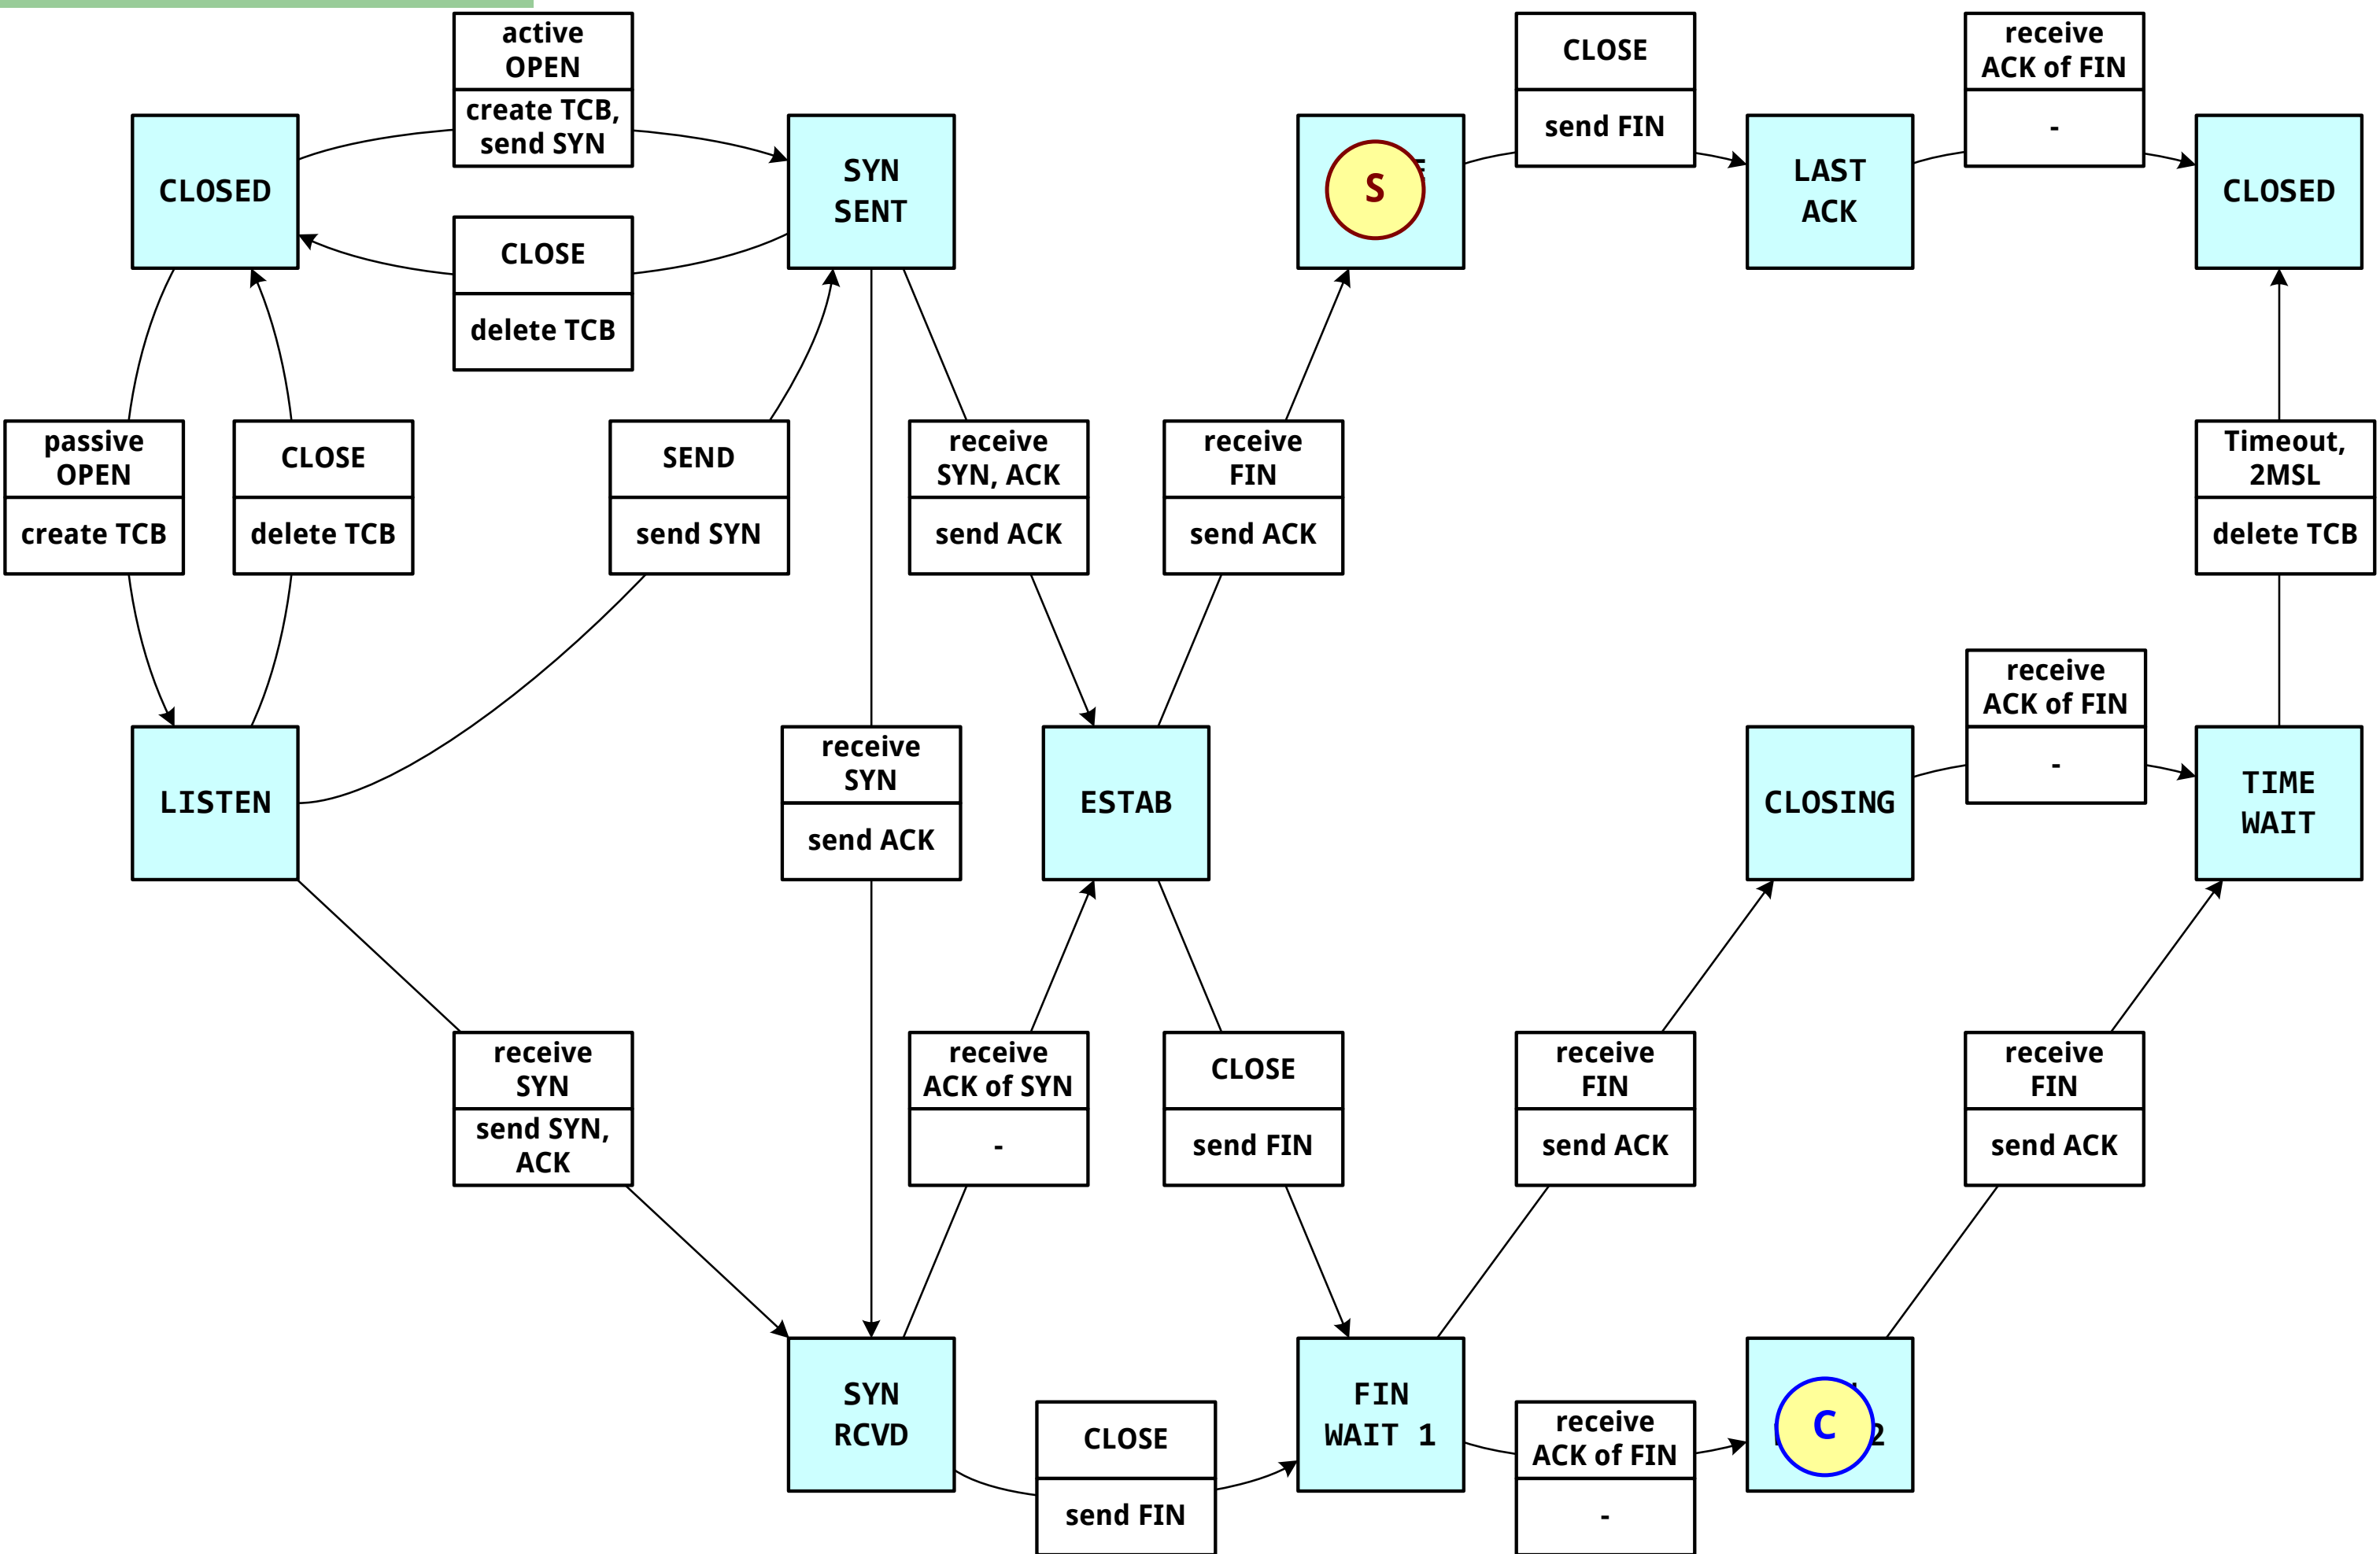 active
OPEN
create TCB,
send SYN
CLOSE
send FIN
receive
ACK of FIN
-
CLOSED
SYN
SENT
S
LAST
ACK
CLOSED
CLOSE
delete TCB
passive
OPEN
create TCB
CLOSE
delete TCB
SEND
send SYN
receive
SYN, ACK
send ACK
receive
FIN
send ACK
Timeout,
2MSL
delete TCB
receive
ACK of FIN
-
LISTEN
receive
SYN
send ACK
ESTAB
CLOSING
TIME
WAIT
receive
SYN
send SYN,
ACK
receive
ACK of SYN
-
CLOSE
send FIN
receive
FIN
send ACK
receive
FIN
send ACK
SYN
RCVD
CLOSE
send FIN
FIN
WAIT 1
receive
ACK of FIN
-
C
2